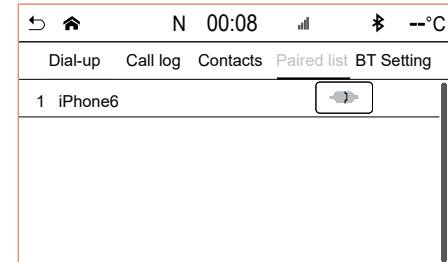 N 00:08 --°C
Dial-up Call log Contacts Paired list BT Setting
1 iPhone6